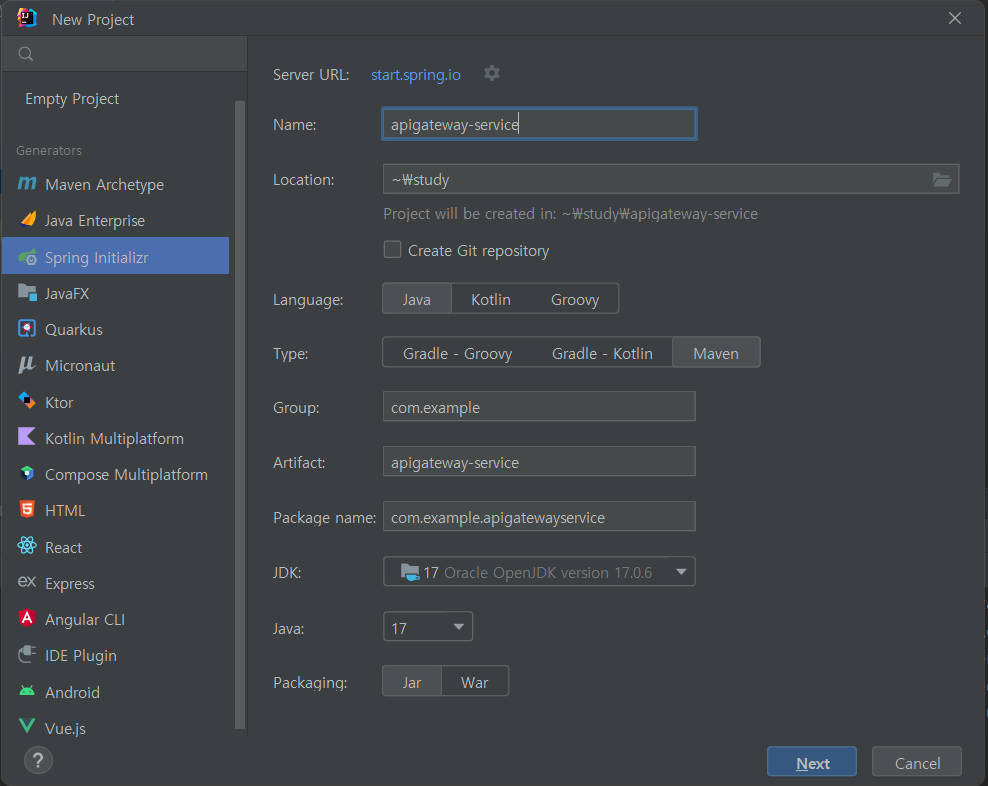 New Project
Empty Project
Generators
Maven Archetype
Java Enterprise
Spring Initializr
JavaFX
Quarkus
Micronaut
Ktor
Kotlin Multiplatform
Compose Multiplatform
HTML
React
ex Express
Angular CLI
IDE Plugin
Android
Vue.js
?
Server URL: start.spring.io
Name: apigateway-service
Location: ~₩study
Project will be created in: ~₩study₩apigateway-service
Create Git repository
Language: Java Kotlin Groovy
Type: Gradle - Groovy Gradle - Kotlin Maven
Group: com.example
Artifact: apigateway-service
Package name: com.example.apigatewayservice
JDK: 17 Oracle OpenJDK version 17.0.6
Java: 17
Packaging: Jar War
Next Cancel